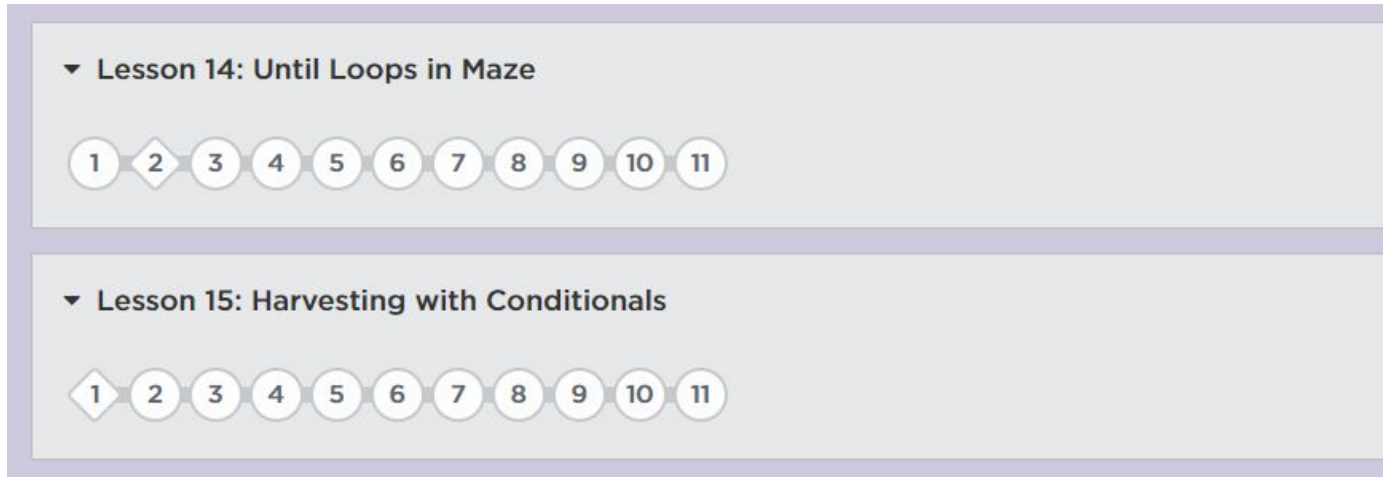 Lesson 14: Until Loops in Maze
1 2 3 4 5 6 7 8 9 10 11
Lesson 15: Harvesting with Conditionals
1 2 3 4 5 6 7 8 9 10 11